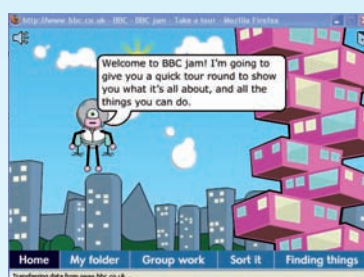 http://www.bbc.co.uk - BBC - BBC jam - Take a tour - Mozilla Firefox
Welcome to BBC jam! I'm going to
give you a quick tour round to show
you what it's all about, and all the
things you can do.
Home My folder Group work Sort it Finding things
Transferring data from www.bbc.co.uk...